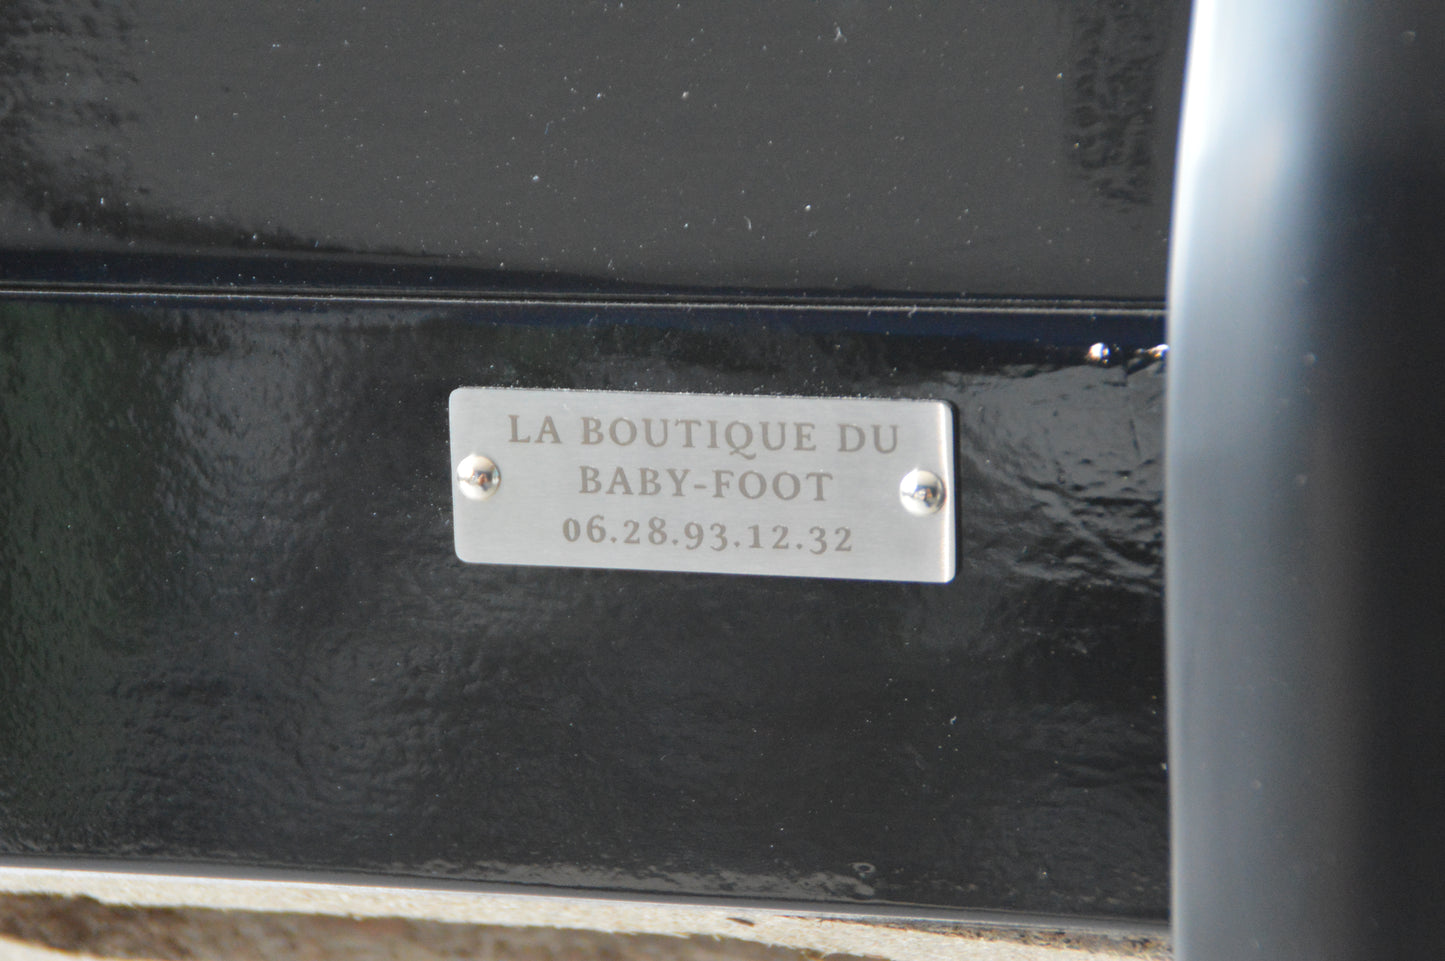 LA BOUTIQUE DU
BABY-FOOT
06.28.93.12.32